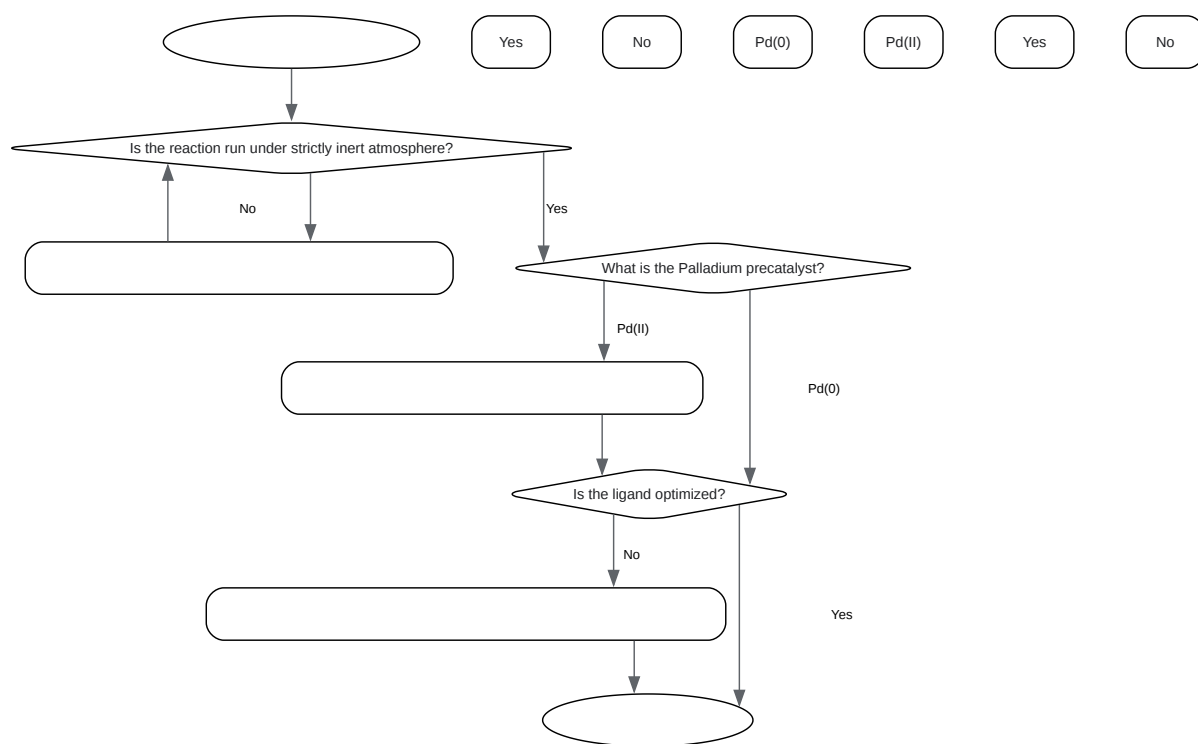 Yes
No
Pd(0)
Pd(II)
Yes
No
Is the reaction run under strictly inert atmosphere?
No
Yes
What is the Palladium precatalyst?
Pd(II)
Pd(0)
Is the ligand optimized?
No
Yes